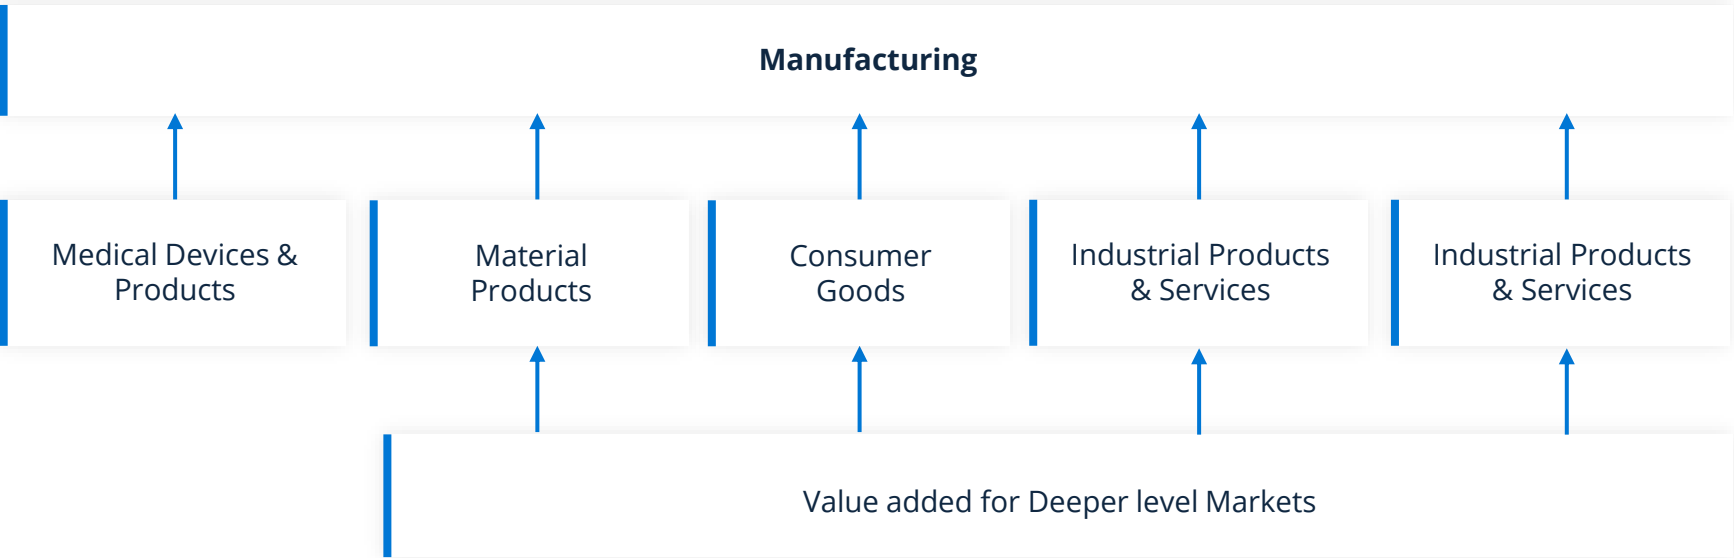 Manufacturing
Medical Devices &
Products
Material
Products
Consumer
Goods
Industrial Products
& Services
Industrial Products
& Services
Value added for Deeper level Markets